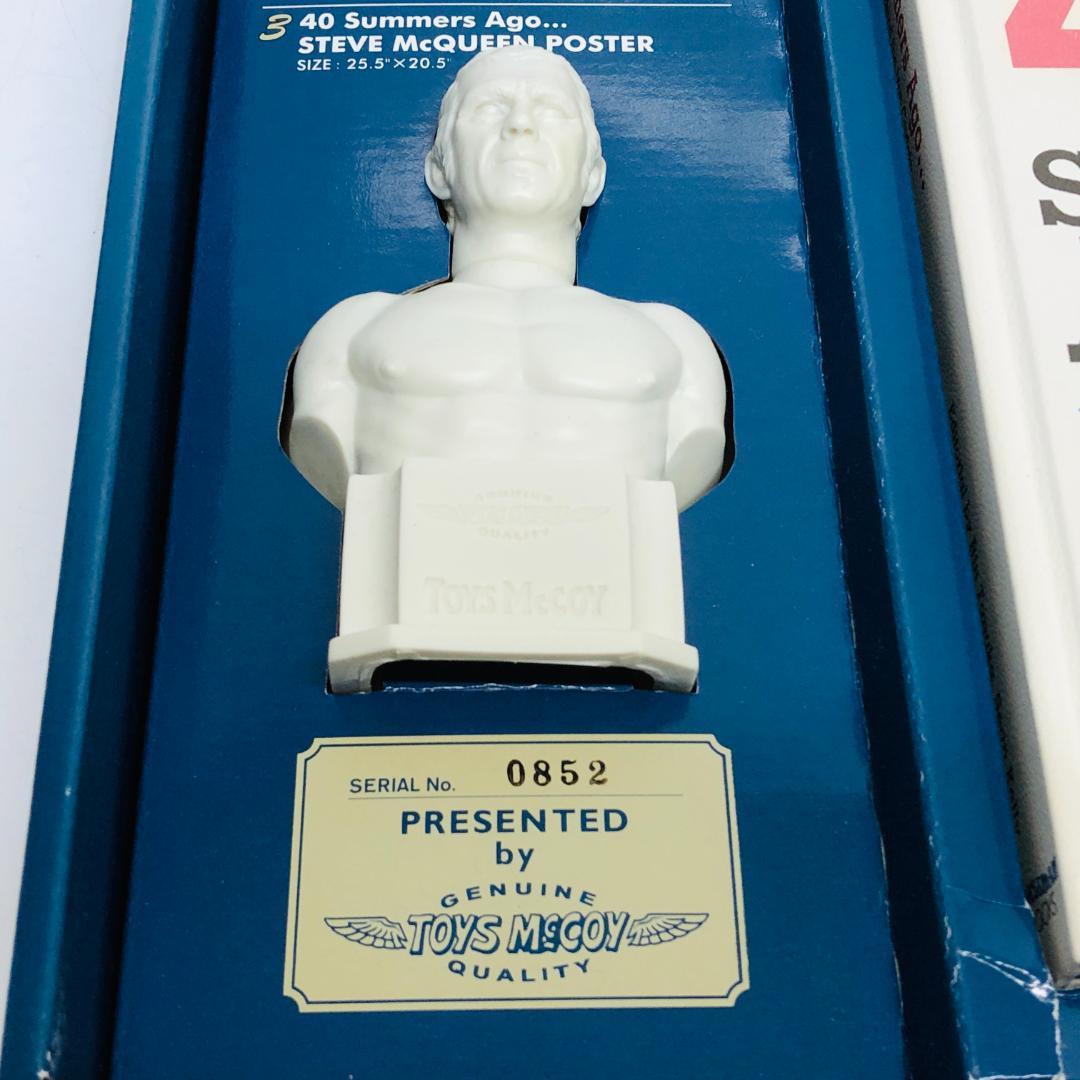 3 40 Summers Ago...
STEVE McQUEEN POSTER
SIZE : 25.5"×20.5"
QUALITY
TOYS McCOY
SERIAL No. 0852
PRESENTED
by
GENUINE
TOYS McCOY
QUALITY
S